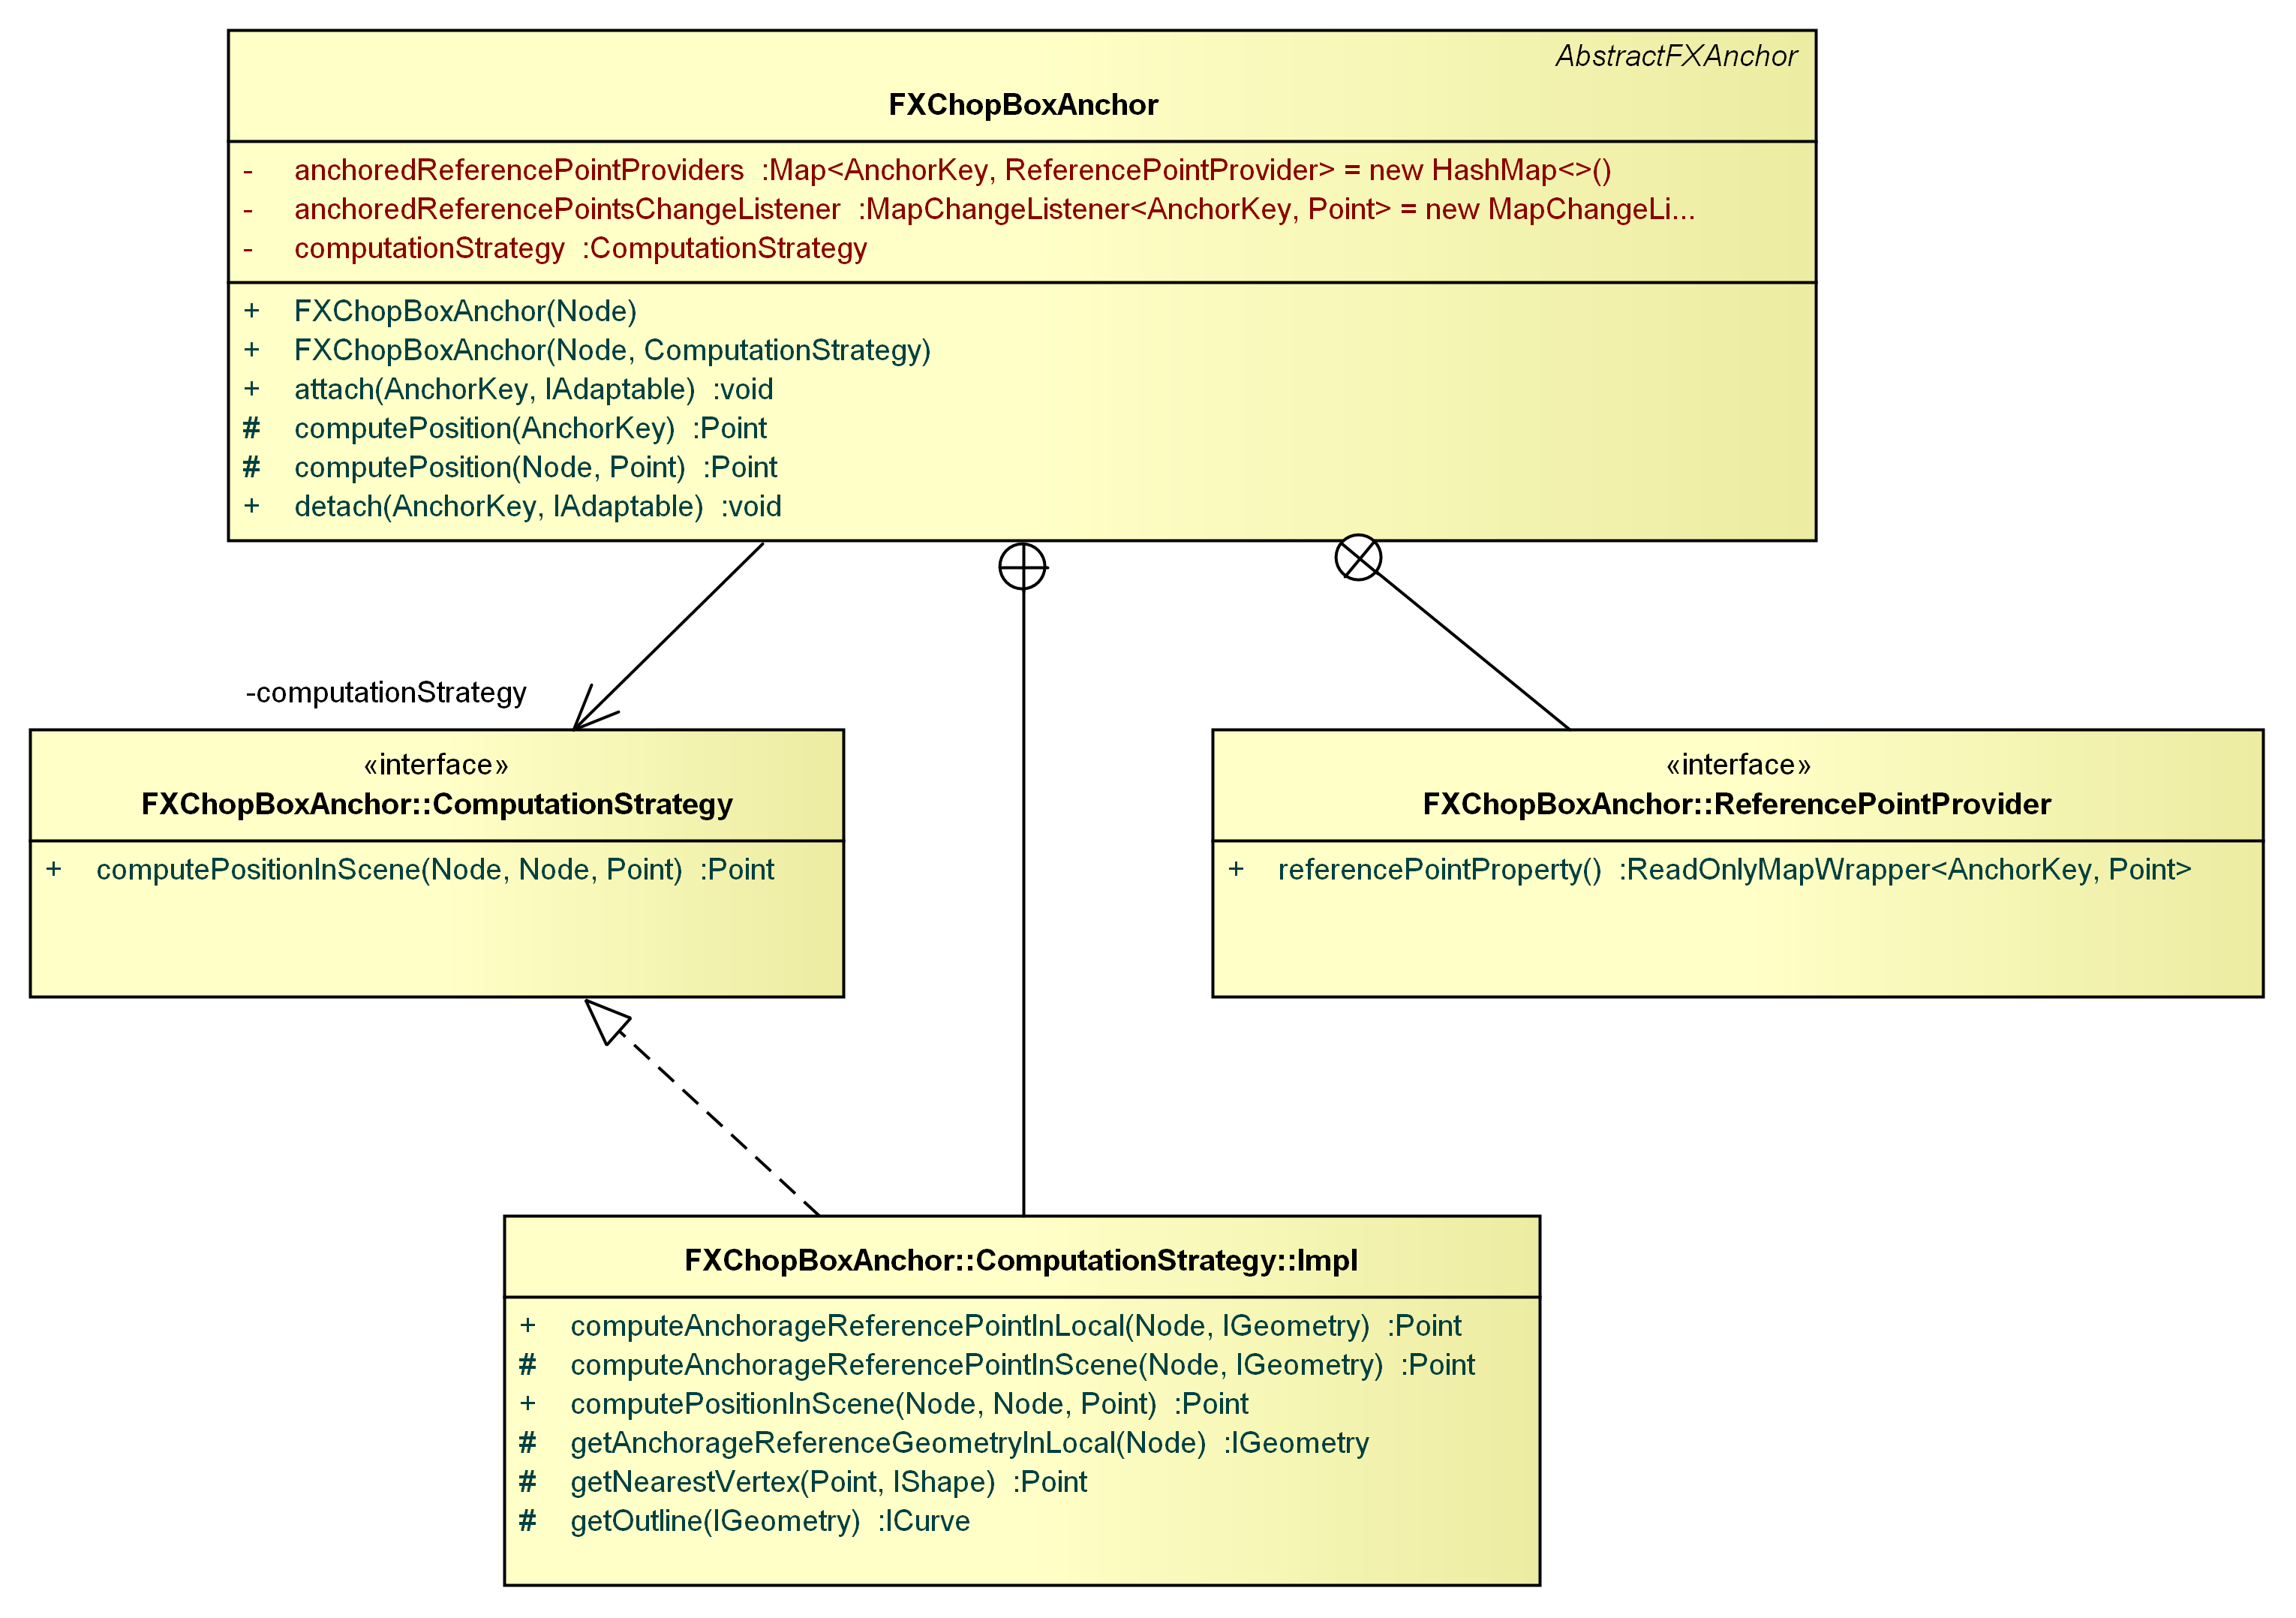 AbstractFXAnchor
FXChopBoxAnchor
- anchoredReferencePointProviders :Map<AnchorKey, ReferencePointProvider> = new HashMap<>()
- anchoredReferencePointsChangeListener :MapChangeListener<AnchorKey, Point> = new MapChangeLi...
- computationStrategy :ComputationStrategy
+ FXChopBoxAnchor(Node)
+ FXChopBoxAnchor(Node, ComputationStrategy)
+ attach(AnchorKey, IAdaptable) :void
# computePosition(AnchorKey) :Point
# computePosition(Node, Point) :Point
+ detach(AnchorKey, IAdaptable) :void
-computationStrategy
«interface»
FXChopBoxAnchor::ComputationStrategy
+ computePositionInScene(Node, Node, Point) :Point
«interface»
FXChopBoxAnchor::ReferencePointProvider
+ referencePointProperty() :ReadOnlyMapWrapper<AnchorKey, Point>
FXChopBoxAnchor::ComputationStrategy::Impl
+ computeAnchorageReferencePointInLocal(Node, IGeometry) :Point
# computeAnchorageReferencePointInScene(Node, IGeometry) :Point
+ computePositionInScene(Node, Node, Point) :Point
# getAnchorageReferenceGeometryInLocal(Node) :IGeometry
# getNearestVertex(Point, IShape) :Point
# getOutline(IGeometry) :ICurve